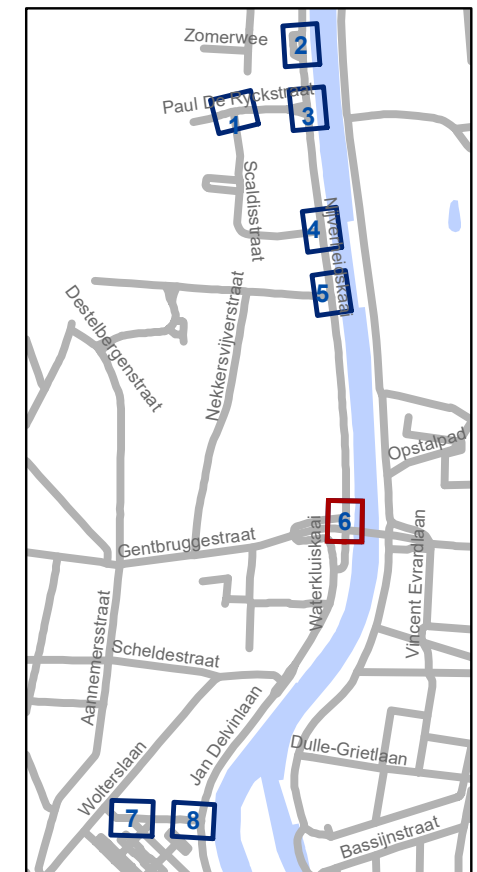 Zomerwee
2
Paul De Ryckstraat
1
3
Scaldisstraat
4
Nijverheidskaai
5
Nekkersvijverstraat
Destelbergenstraat
Opstalpad
6
Gentbruggestraat
Waterkluiskaai
Vincent Evrardlaan
Aannemersstraat
Scheldestraat
Jan Delvinlaan
Dulle-Grietlaan
Wolterslaan
7
8
Bassijnstraat